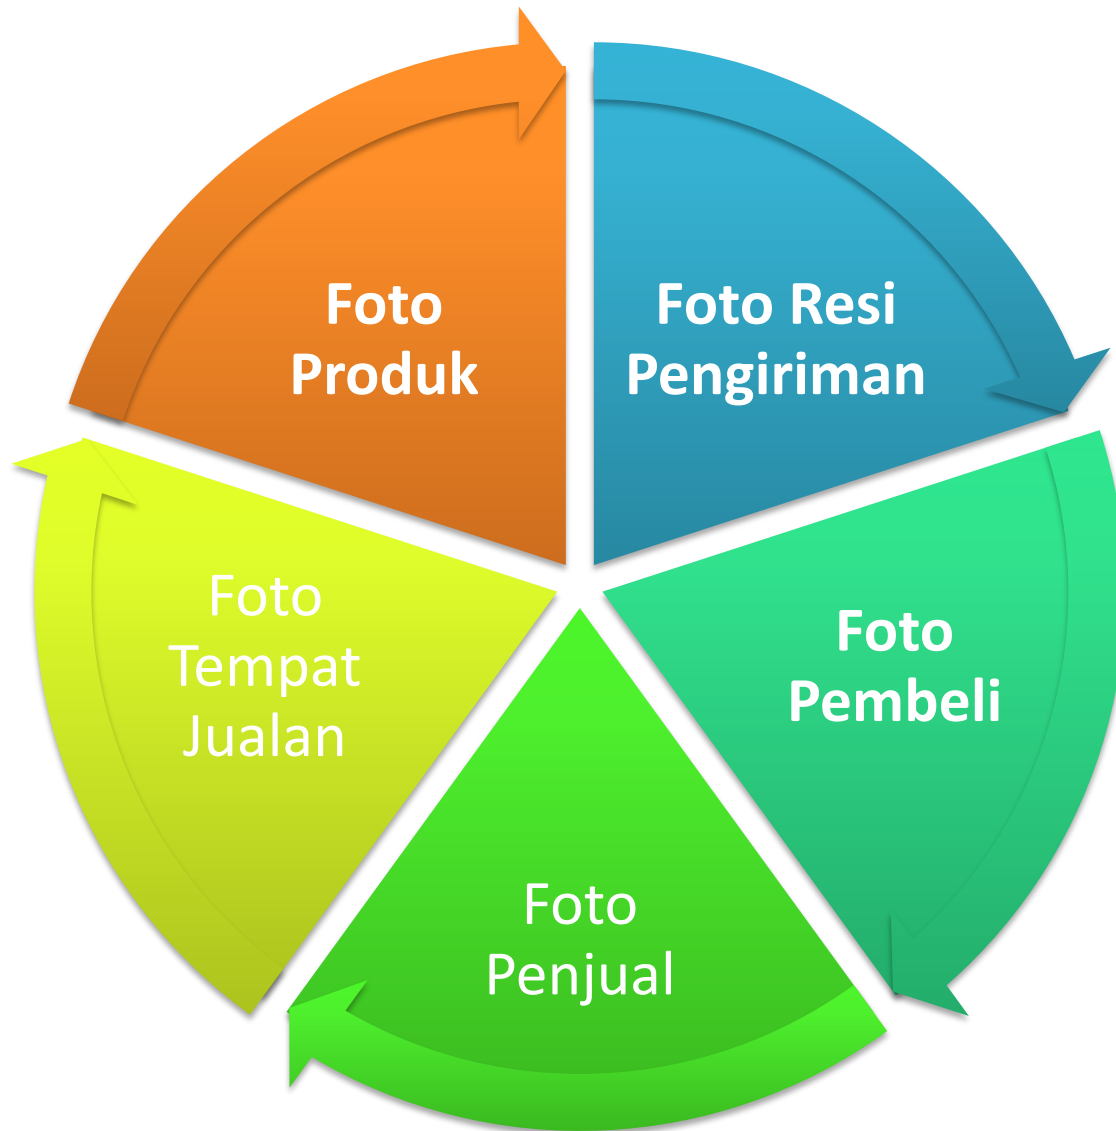 Foto Resi
Pengiriman
Foto
Pembeli
Foto
Penjual
Foto
Tempat
Jualan
Foto
Produk